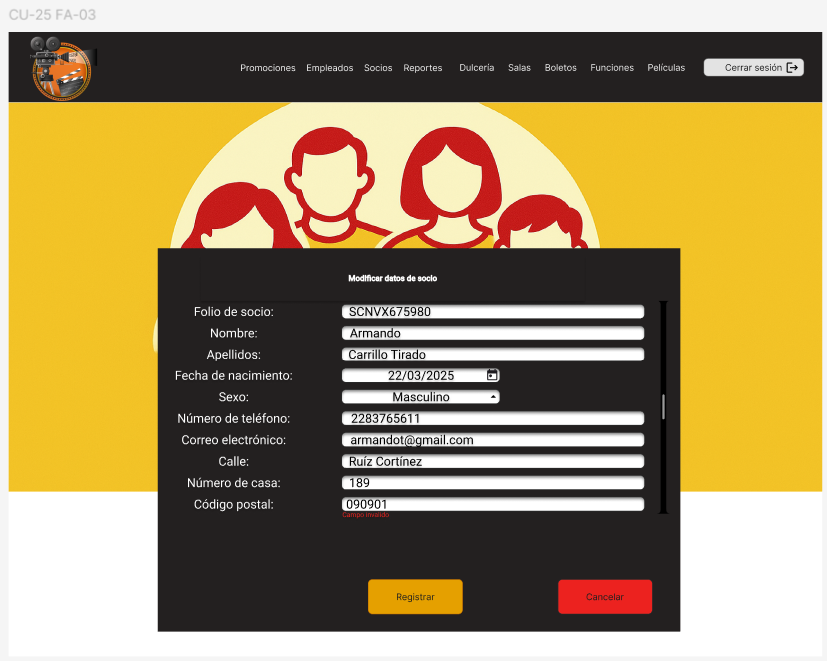 CU-25 FA-03
Promociones Empleados Socios Reportes Dulcería Salas Boletos Funciones Películas Cerrar sesión
Modificar datos de socio
Folio de socio: SCNVX675980
Nombre: Armando
Apellidos: Carrillo Tirado
Fecha de nacimiento: 22/03/2025
Sexo: Masculino
Número de teléfono: 2283765611
Correo electrónico: armandot@gmail.com
Calle: Ruíz Cortínez
Número de casa: 189
Código postal: 090901
Campo invalido
Registrar Cancelar